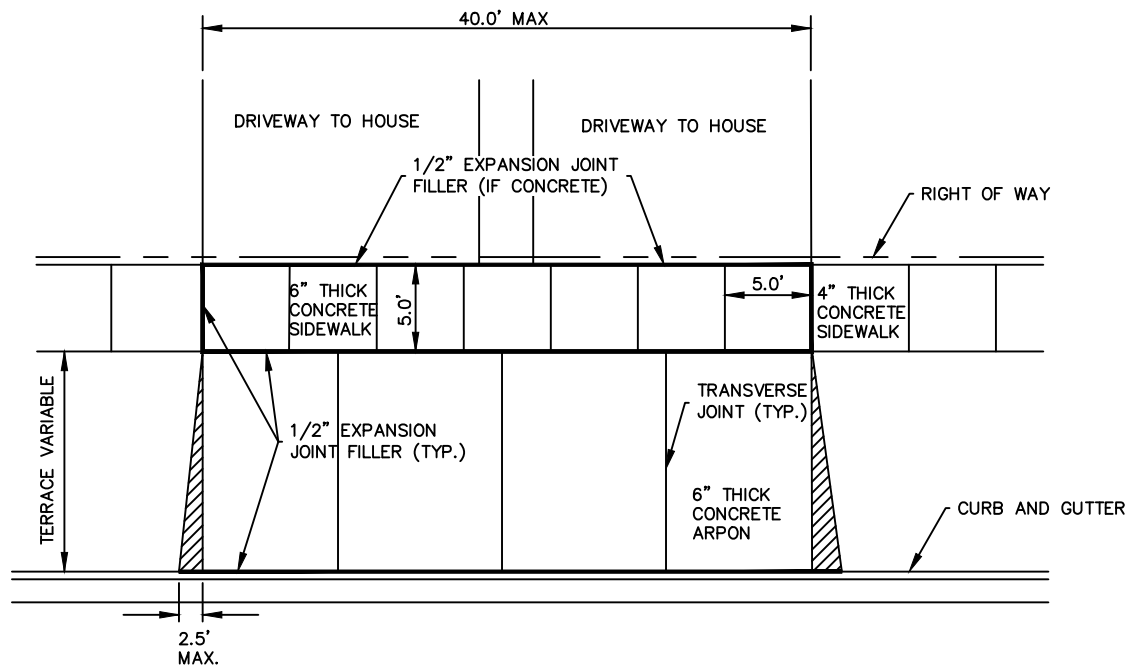 40.0' MAX
DRIVEWAY TO HOUSE
DRIVEWAY TO HOUSE
1/2" EXPANSION JOINT
FILLER (IF CONCRETE)
RIGHT OF WAY
6" THICK
CONCRETE
SIDEWALK
5.0'
5.0'
4" THICK
CONCRETE
SIDEWALK
TERRACE VARIABLE
1/2" EXPANSION
JOINT FILLER (TYP.)
TRANSVERSE
JOINT (TYP.)
6" THICK
CONCRETE
ARPON
CURB AND GUTTER
2.5'
MAX.